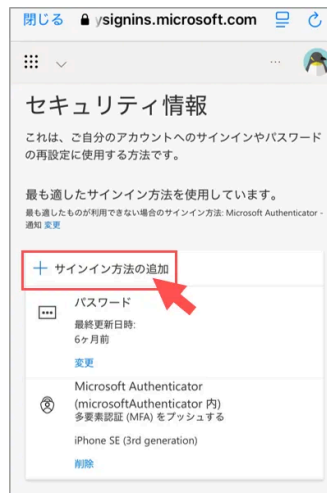 閉じる ysignins.microsoft.com
セキュリティ情報
これは、ご自分のアカウントへのサインインやパスワード
の再設定に使用する方法です。
最も適したサインイン方法を使用しています。
最も適したものが利用できない場合のサインイン方法: Microsoft Authenticator -
通知 変更
+ サインイン方法の追加
パスワード
最終更新日時:
6ヶ月前
変更
Microsoft Authenticator
(microsoftAuthenticator 内)
多要素認証 (MFA) をプッシュする
iPhone SE (3rd generation)
削除